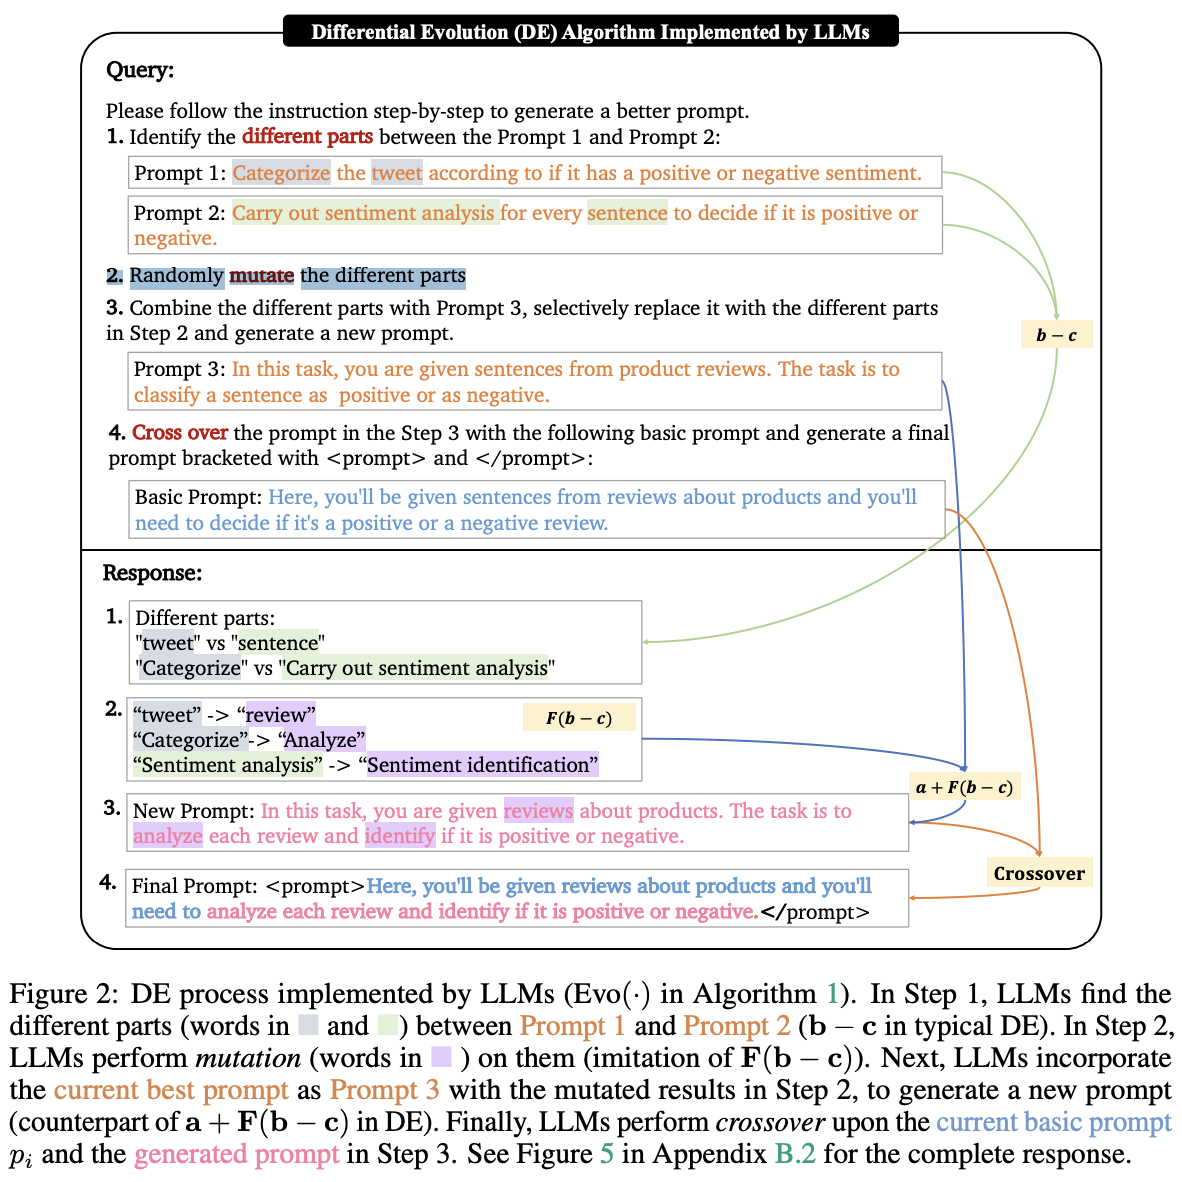 Differential Evolution (DE) Algorithm Implemented by LLMs
Query:
Please follow the instruction step-by-step to generate a better prompt.
1. Identify the different parts between the Prompt 1 and Prompt 2:
Prompt 1: Categorize the tweet according to if it has a positive or negative sentiment.
Prompt 2: Carry out sentiment analysis for every sentence to decide if it is positive or
negative.
2. Randomly mutate the different parts
3. Combine the different parts with Prompt 3, selectively replace it with the different parts
in Step 2 and generate a new prompt.
b − c
Prompt 3: In this task, you are given sentences from product reviews. The task is to
classify a sentence as  positive or as negative.
4. Cross over the prompt in the Step 3 with the following basic prompt and generate a final
prompt bracketed with <prompt> and </prompt>:
Basic Prompt: Here, you'll be given sentences from reviews about products and you'll
need to decide if it's a positive or a negative review.
Response:
1. Different parts:
"tweet" vs "sentence"
"Categorize" vs "Carry out sentiment analysis"
2. “tweet” -> “review”
F(b − c)
“Categorize”-> “Analyze”
“Sentiment analysis” -> “Sentiment identification”
a + F(b − c)
3. New Prompt: In this task, you are given reviews about products. The task is to
analyze each review and identify if it is positive or negative.
Crossover
4. Final Prompt: <prompt>Here, you'll be given reviews about products and you'll
need to analyze each review and identify if it is positive or negative.</prompt>
Figure 2: DE process implemented by LLMs (Evo(·) in Algorithm 1). In Step 1, LLMs find the
different parts (words in and ) between Prompt 1 and Prompt 2 (b − c in typical DE). In Step 2,
LLMs perform mutation (words in ) on them (imitation of F(b − c)). Next, LLMs incorporate
the current best prompt as Prompt 3 with the mutated results in Step 2, to generate a new prompt
(counterpart of a + F(b − c) in DE). Finally, LLMs perform crossover upon the current basic prompt
pᵢ and the generated prompt in Step 3. See Figure 5 in Appendix B.2 for the complete response.